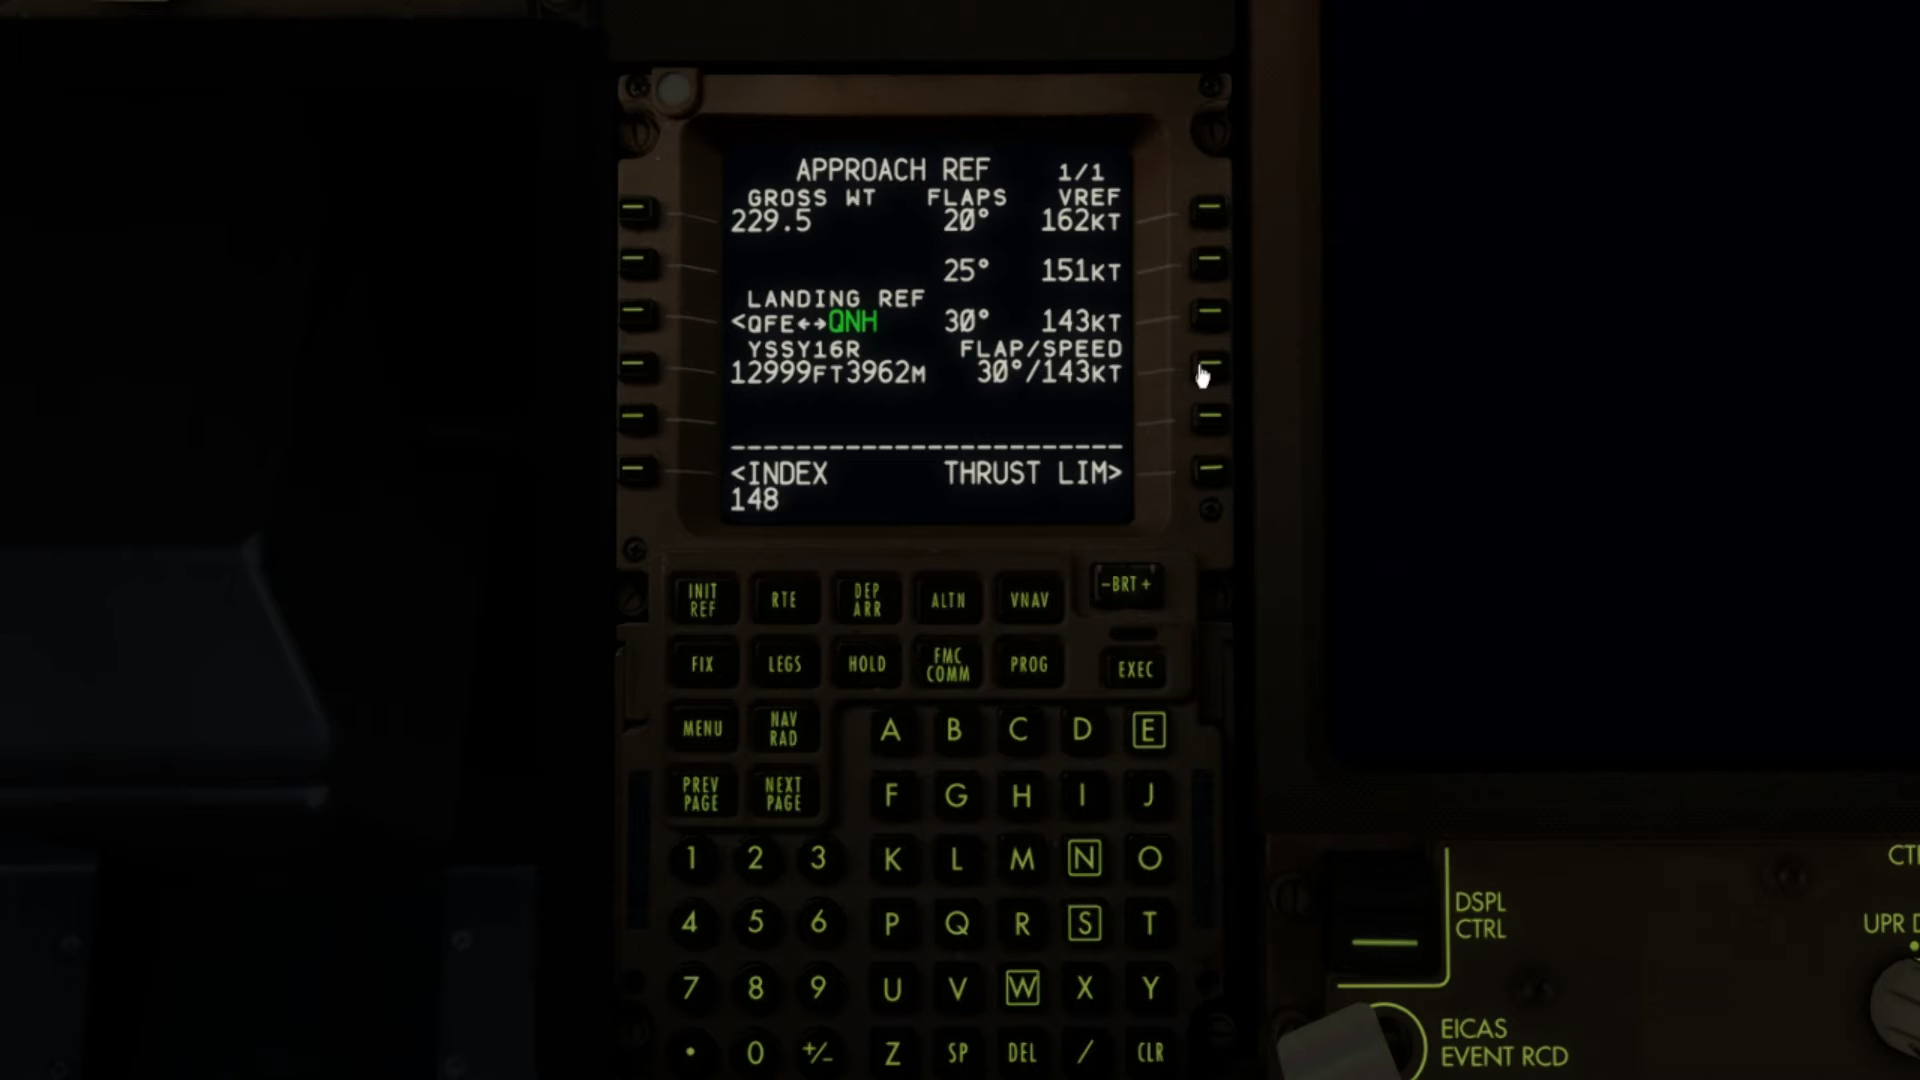 APPROACH REF 1/1
GROSS WT FLAPS VREF
229.5 20° 162KT
25° 151KT
LANDING REF
<QFE↔QNH 30° 143KT
YSSY16R FLAP/SPEED
12999FT3962M 30°/143KT
------------------------
<INDEX THRUST LIM>
148
INIT REF RTE DEP ARR ALTN VNAV -BRT+
FIX LEGS HOLD FMC COMM PROG EXEC
MENU NAV RAD A B C D E
PREV PAGE NEXT PAGE F G H I J
1 2 3 K L M N O
4 5 6 P Q R S T
7 8 9 U V W X Y
. 0 +/- Z SP DEL / CLR
DSPL
CTRL
UPR
EICAS
EVENT RCD